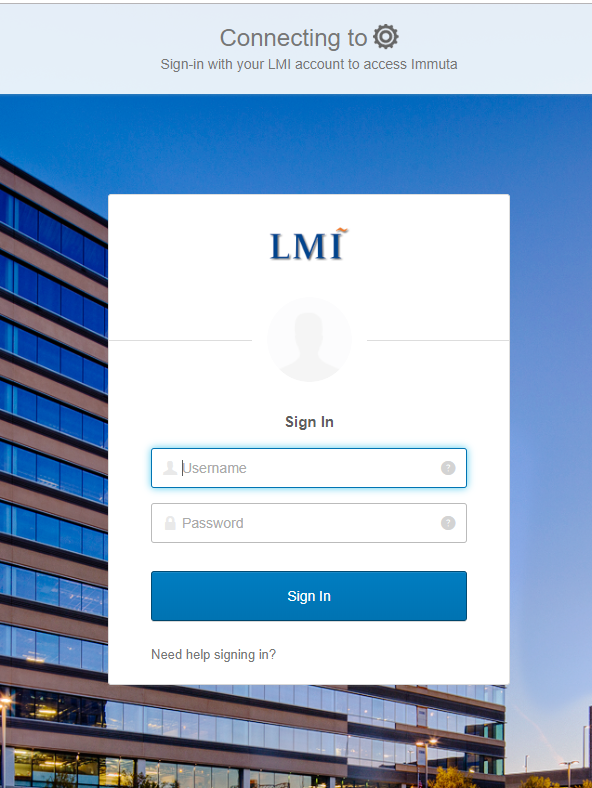 Connecting to
Sign-in with your LMI account to access Immuta
LMI
Sign In
Username
?
Password
?
Sign In
Need help signing in?